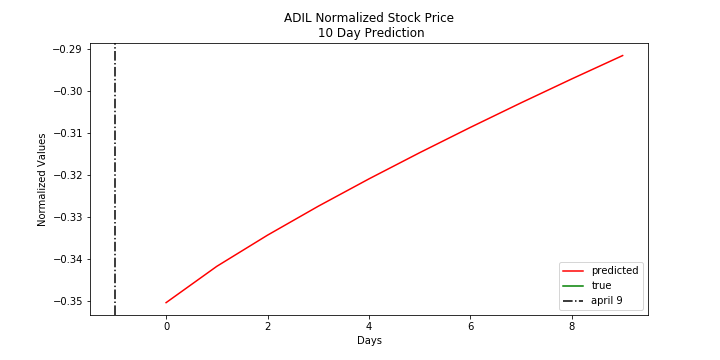 ADIL Normalized Stock Price
10 Day Prediction
−0.29
−0.30
−0.31
−0.32
−0.33
−0.34
−0.35
Normalized Values
0
2
4
6
8
Days
predicted
true
april 9